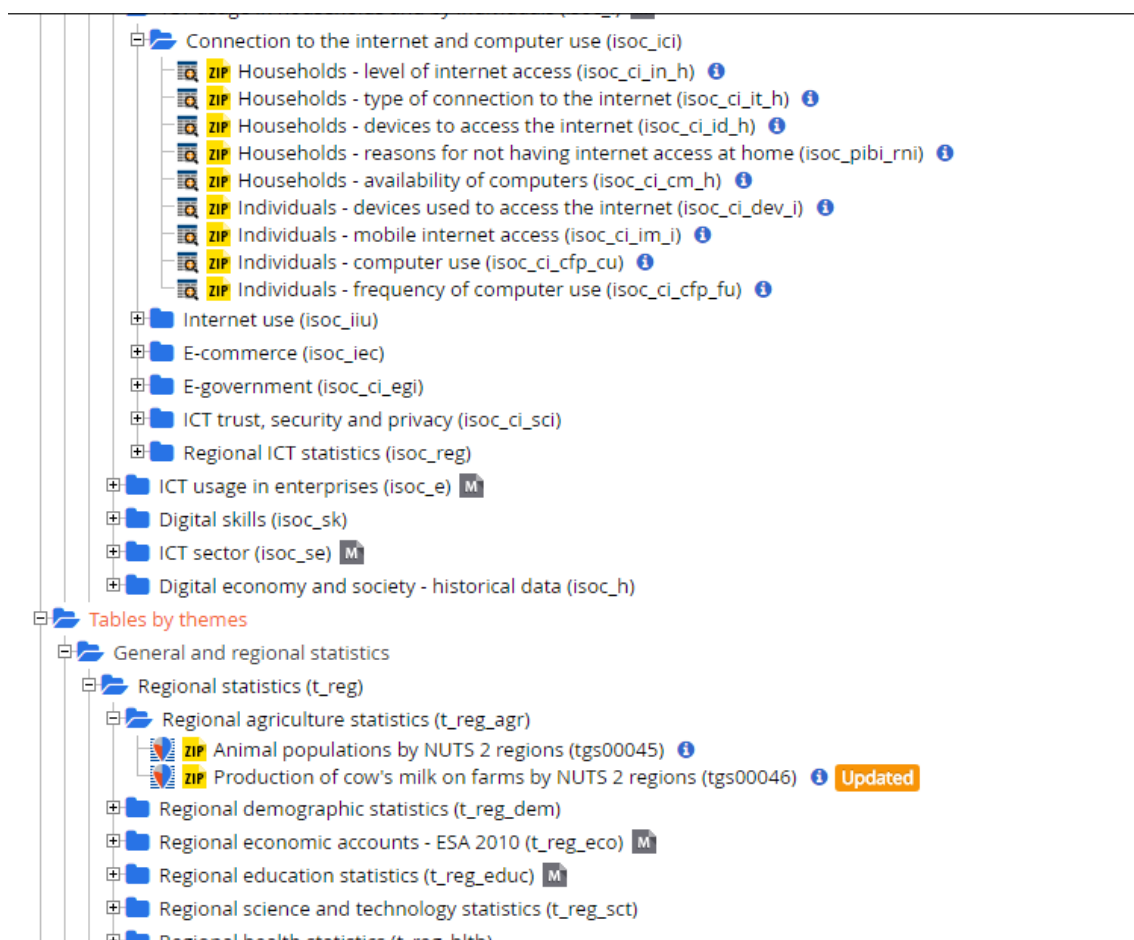 Connection to the internet and computer use (isoc_ici)
ZIP Households - level of internet access (isoc_ci_in_h) i
ZIP Households - type of connection to the internet (isoc_ci_it_h) i
ZIP Households - devices to access the internet (isoc_ci_id_h) i
ZIP Households - reasons for not having internet access at home (isoc_pibi_rni) i
ZIP Households - availability of computers (isoc_ci_cm_h) i
ZIP Individuals - devices used to access the internet (isoc_ci_dev_i) i
ZIP Individuals - mobile internet access (isoc_ci_im_i) i
ZIP Individuals - computer use (isoc_ci_cfp_cu) i
ZIP Individuals - frequency of computer use (isoc_ci_cfp_fu) i
Internet use (isoc_iiu)
E-commerce (isoc_iec)
E-government (isoc_ci_egi)
ICT trust, security and privacy (isoc_ci_sci)
Regional ICT statistics (isoc_reg)
ICT usage in enterprises (isoc_e) M
Digital skills (isoc_sk)
ICT sector (isoc_se) M
Digital economy and society - historical data (isoc_h)
Tables by themes
General and regional statistics
Regional statistics (t_reg)
Regional agriculture statistics (t_reg_agr)
ZIP Animal populations by NUTS 2 regions (tgs00045) i
ZIP Production of cow's milk on farms by NUTS 2 regions (tgs00046) i Updated
Regional demographic statistics (t_reg_dem)
Regional economic accounts - ESA 2010 (t_reg_eco) M
Regional education statistics (t_reg_educ) M
Regional science and technology statistics (t_reg_sct)
Regional health statistics (t_reg_hlth)